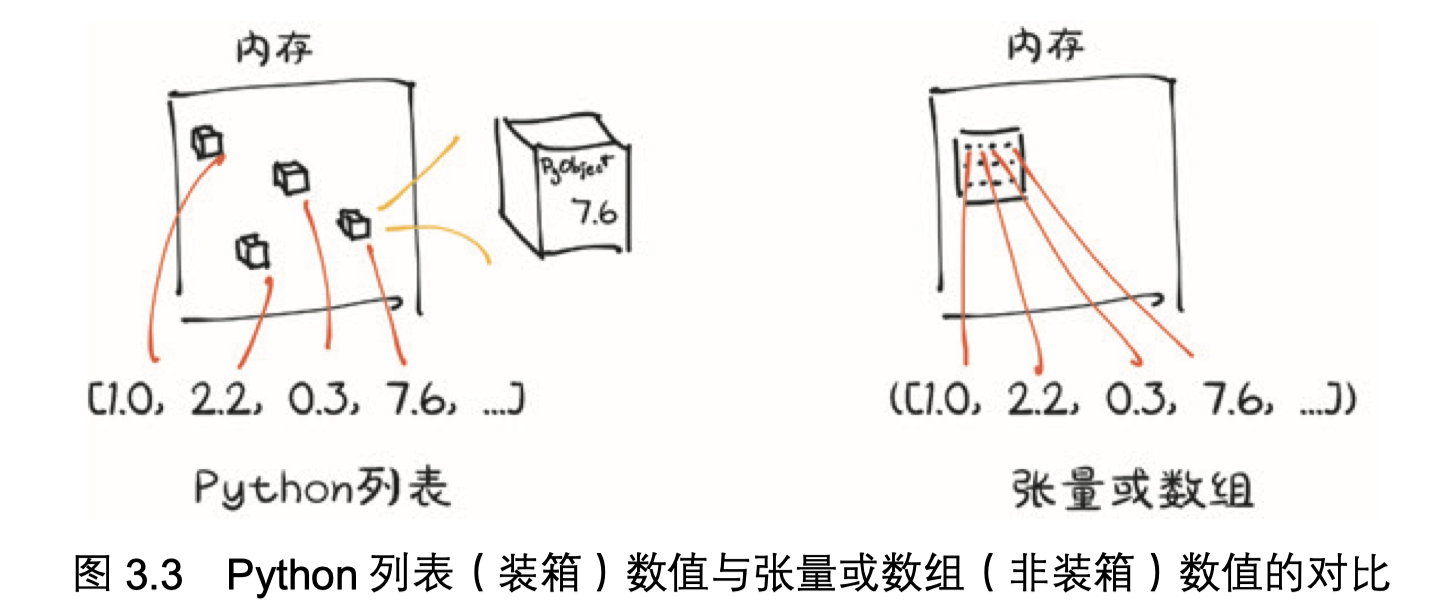 内存
内存
PyObject
7.6
[1.0, 2.2, 0.3, 7.6, ...]
([1.0, 2.2, 0.3, 7.6, ...])
Python列表
张量或数组
图 3.3 Python 列表（装箱）数值与张量或数组（非装箱）数值的对比